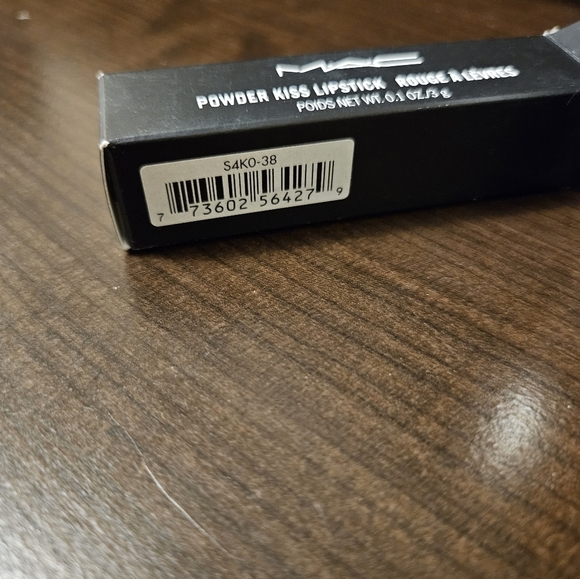 MAC
POWDER KISS LIPSTICK ROUGE À LÈVRES
POIDS NET WT. 0.1 OZ./3 g
S4K0-38
7 73602 56427 9